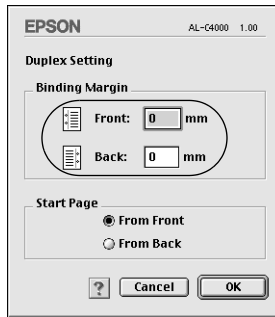 EPSON AL-C4000 1.00
Duplex Setting
Binding Margin
Front: 0 mm
Back: 0 mm
Start Page
From Front
From Back
? Cancel OK